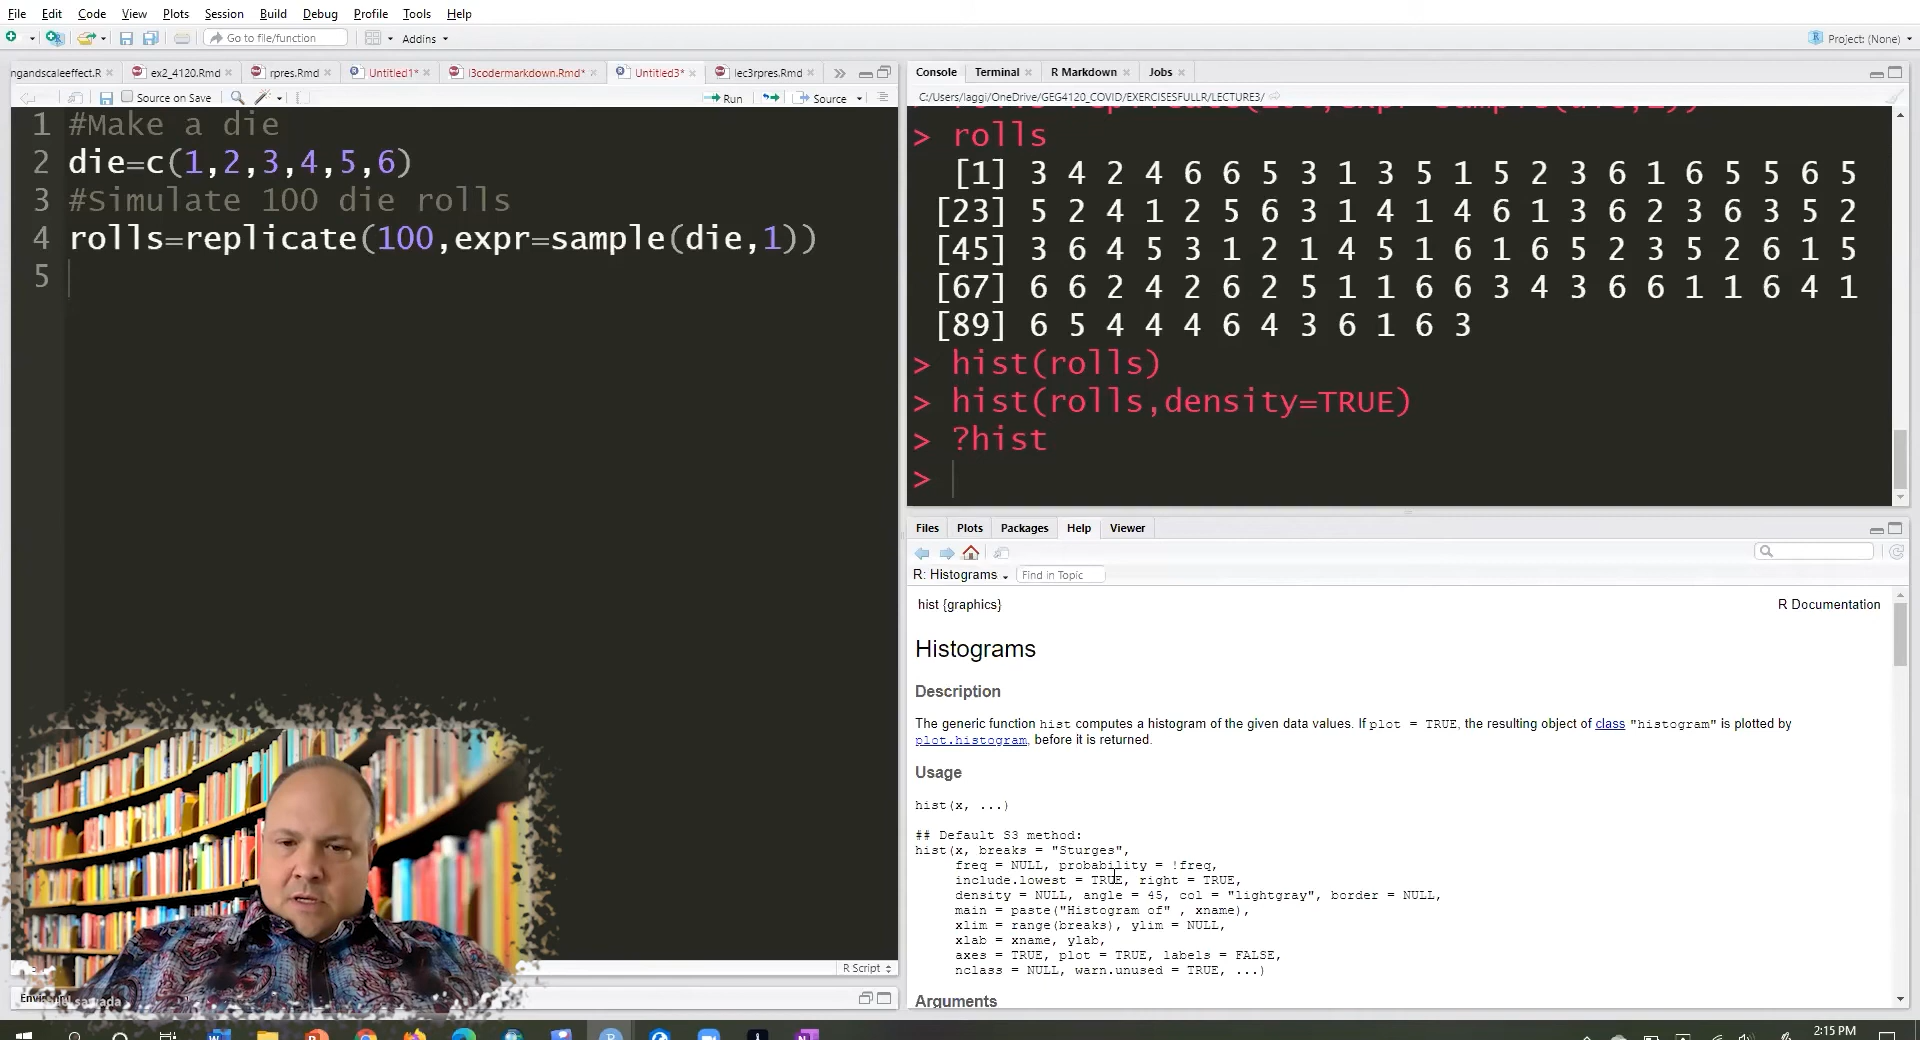 File Edit Code View Plots Session Build Debug Profile Tools Help
Go to file/function Addins Project: (None)
ngandscaleeffect.R ex2_4120.Rmd rpres.Rmd Untitled1* l3codermarkdown.Rmd* Untitled3* lec3rpres.Rmd
Source on Save Run Source
1 #Make a die
2 die=c(1,2,3,4,5,6)
3 #Simulate 100 die rolls
4 rolls=replicate(100,expr=sample(die,1))
5
R Script
Console Terminal R Markdown Jobs
C:/Users/laggi/OneDrive/GEG4120_COVID/EXERCISESFULLR/LECTURE3/
> rolls
[1] 3 4 2 4 6 6 5 3 1 3 5 1 5 2 3 6 1 6 5 5 6 5
[23] 5 2 4 1 2 5 6 3 1 4 1 4 6 1 3 6 2 3 6 3 5 2
[45] 3 6 4 5 3 1 2 1 4 5 1 6 1 6 5 2 3 5 2 6 1 5
[67] 6 6 2 4 2 6 2 5 1 1 6 6 3 4 3 6 6 1 1 6 4 1
[89] 6 5 4 4 4 6 4 3 6 1 6 3
> hist(rolls)
> hist(rolls,density=TRUE)
> ?hist
>
Files Plots Packages Help Viewer
R: Histograms Find in Topic
hist {graphics} R Documentation
Histograms
Description
The generic function hist computes a histogram of the given data values. If plot = TRUE, the resulting object of class "histogram" is plotted by
plot.histogram, before it is returned.
Usage
hist(x, ...)
## Default S3 method:
hist(x, breaks = "Sturges",
freq = NULL, probability = !freq,
include.lowest = TRUE, right = TRUE,
density = NULL, angle = 45, col = "lightgray", border = NULL,
main = paste("Histogram of" , xname),
xlim = range(breaks), ylim = NULL,
xlab = xname, ylab,
axes = TRUE, plot = TRUE, labels = FALSE,
nclass = NULL, warn.unused = TRUE, ...)
Arguments
2:15 PM